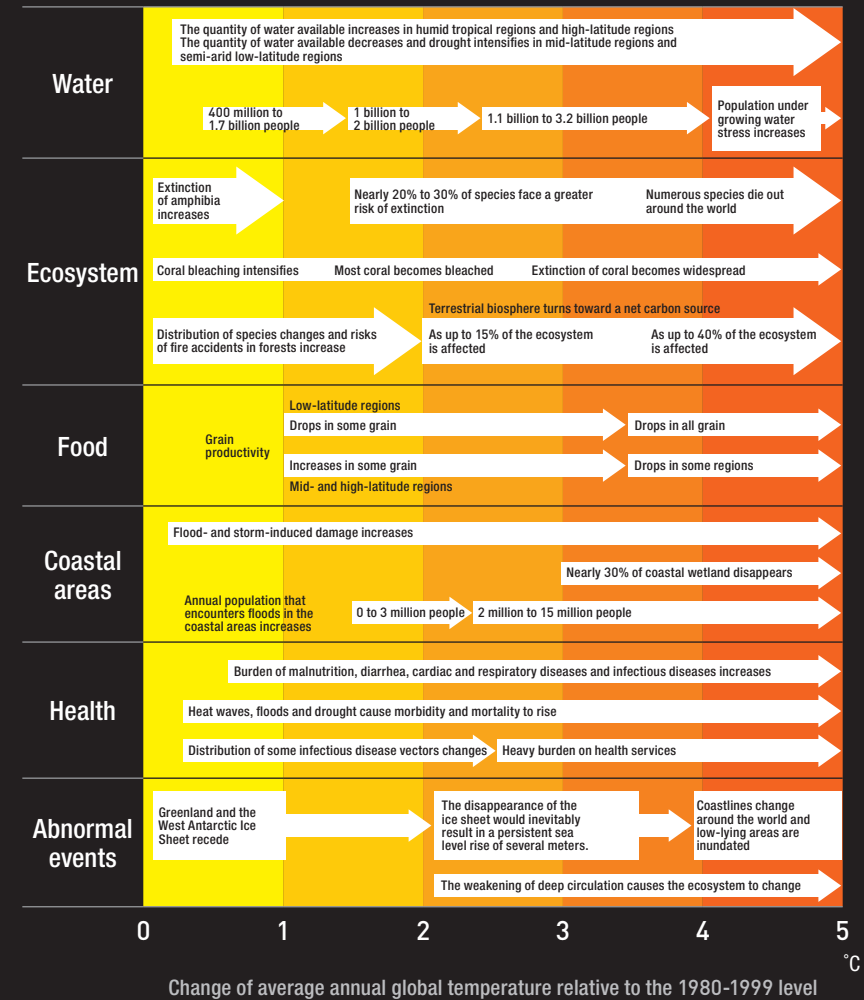 Water
The quantity of water available increases in humid tropical regions and high-latitude regions
The quantity of water available decreases and drought intensifies in mid-latitude regions and
semi-arid low-latitude regions
400 million to
1.7 billion people
1 billion to
2 billion people
1.1 billion to 3.2 billion people
Population under
growing water
stress increases
Ecosystem
Extinction
of amphibia
increases
Nearly 20% to 30% of species face a greater
risk of extinction
Numerous species die out
around the world
Coral bleaching intensifies
Most coral becomes bleached
Extinction of coral becomes widespread
Terrestrial biosphere turns toward a net carbon source
Distribution of species changes and risks
of fire accidents in forests increase
As up to 15% of the ecosystem
is affected
As up to 40% of the ecosystem
is affected
Food
Grain
productivity
Low-latitude regions
Drops in some grain
Drops in all grain
Increases in some grain
Drops in some regions
Mid- and high-latitude regions
Coastal
areas
Flood- and storm-induced damage increases
Nearly 30% of coastal wetland disappears
Annual population that
encounters floods in the
coastal areas increases
0 to 3 million people
2 million to 15 million people
Health
Burden of malnutrition, diarrhea, cardiac and respiratory diseases and infectious diseases increases
Heat waves, floods and drought cause morbidity and mortality to rise
Distribution of some infectious disease vectors changes
Heavy burden on health services
Abnormal
events
Greenland and the
West Antarctic Ice
Sheet recede
The disappearance of the
ice sheet would inevitably
result in a persistent sea
level rise of several meters.
Coastlines change
around the world and
low-lying areas are
inundated
The weakening of deep circulation causes the ecosystem to change
0 1 2 3 4 5
°C
Change of average annual global temperature relative to the 1980-1999 level